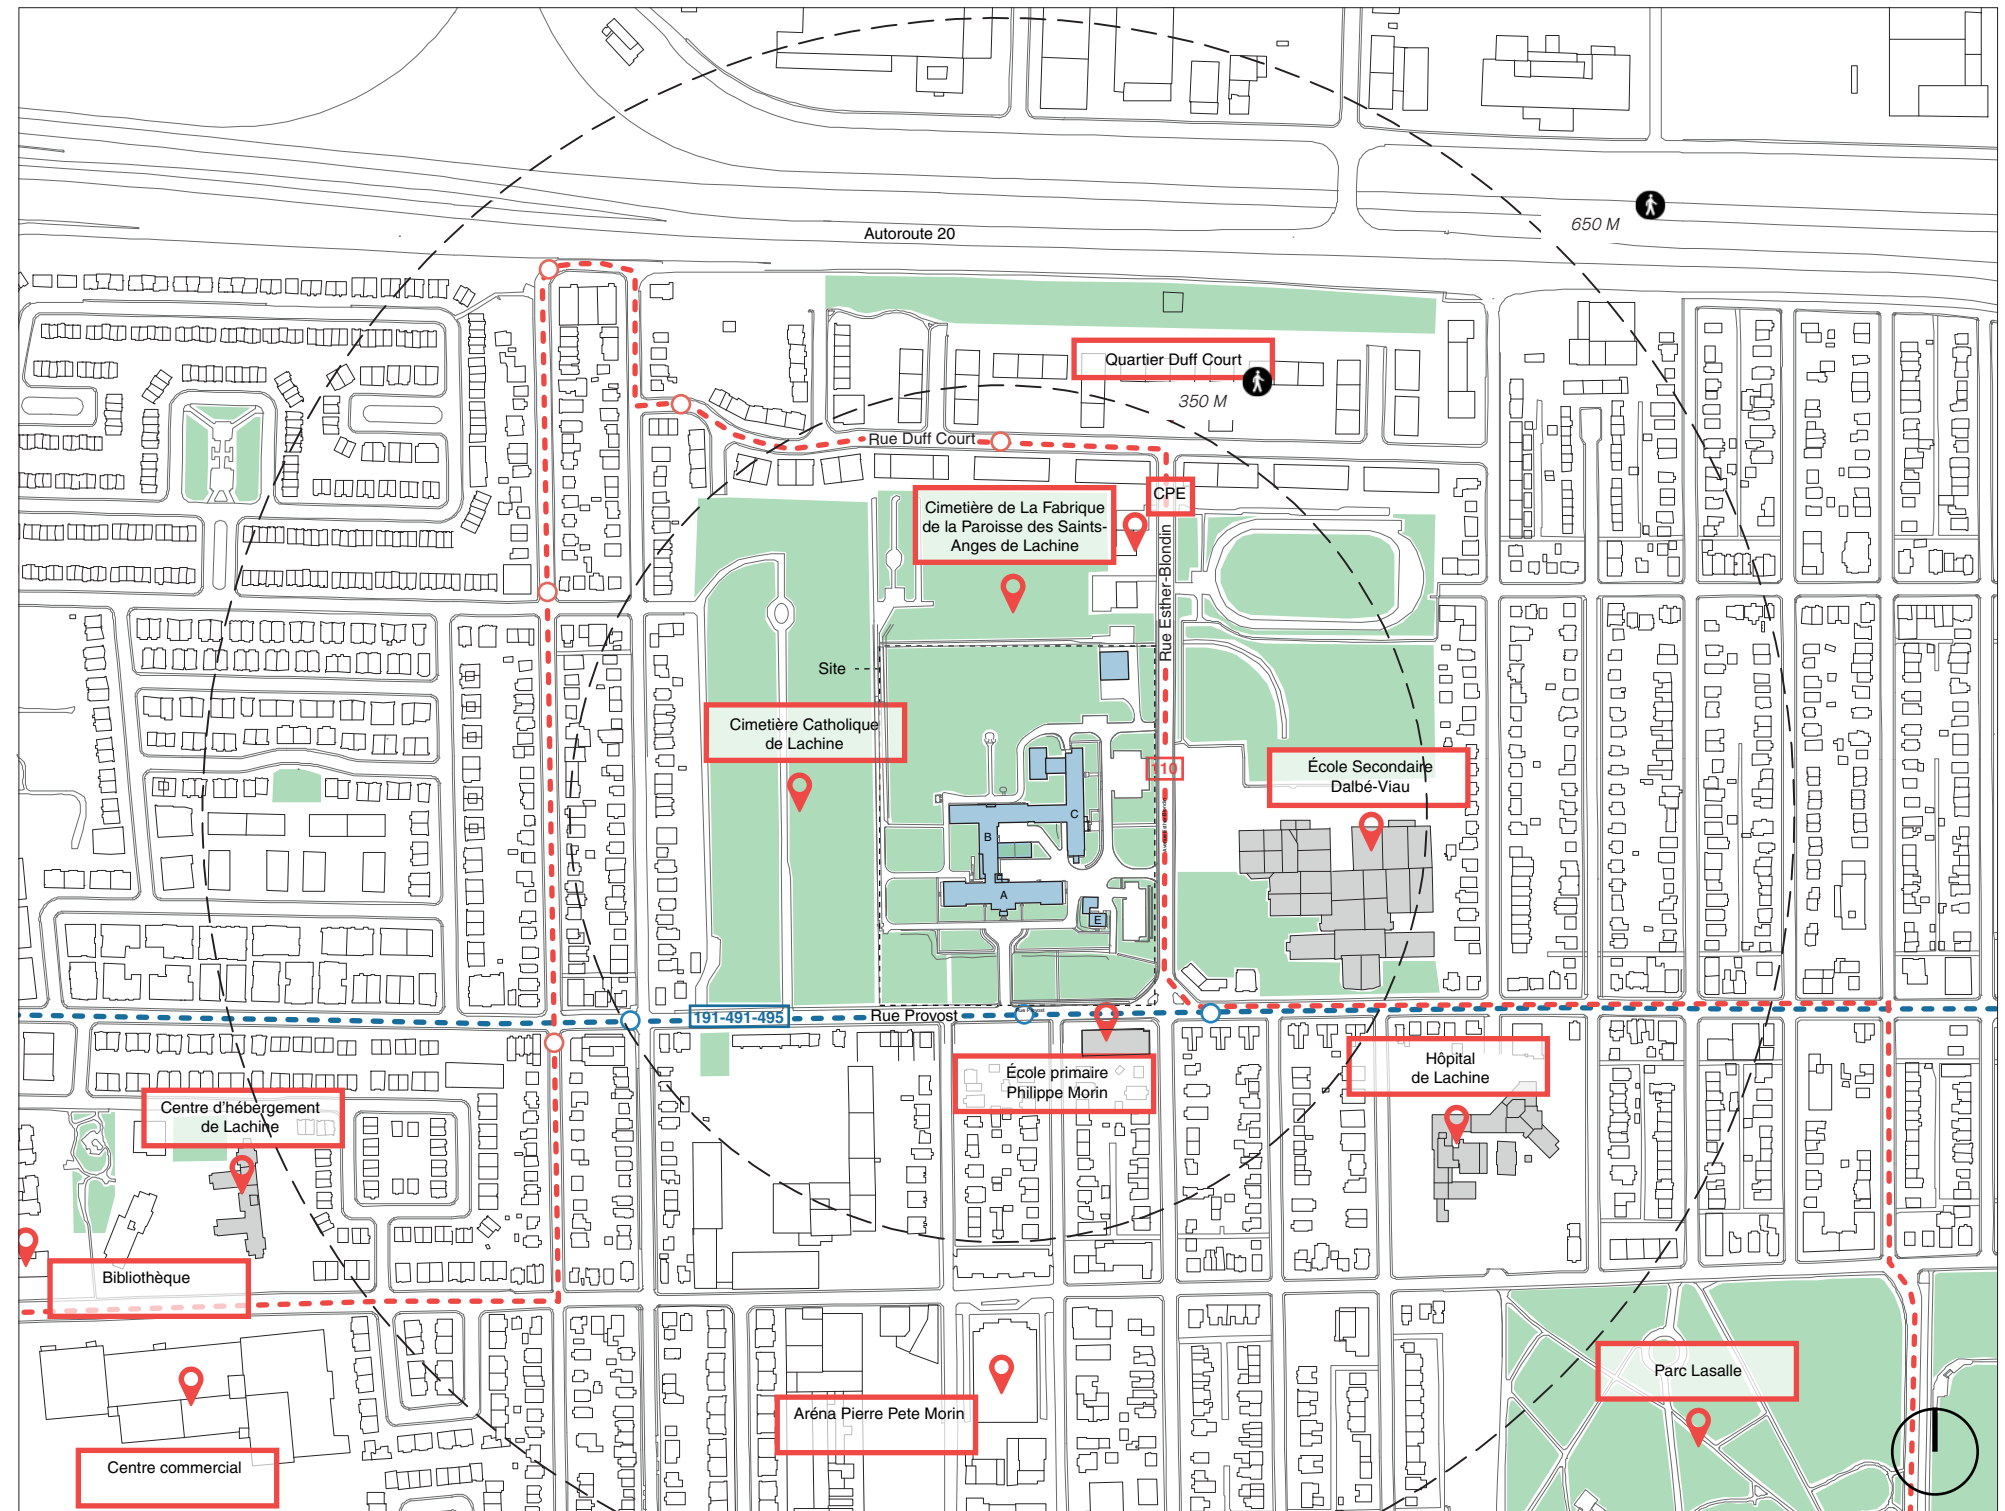 650 M
Autoroute 20
Quartier Duff Court
350 M
Rue Duff Court
CPE
Cimetière de La Fabrique
de la Paroisse des Saints-
Anges de Lachine
Rue Esther-Blondin
Site
Cimetière Catholique
de Lachine
110
École Secondaire
Dalbé-Viau
C
B
A
E
191-491-495
Rue Provost
Rue Provost
École primaire
Philippe Morin
Hôpital
de Lachine
Centre d'hébergement
de Lachine
Bibliothèque
Parc Lasalle
Aréna Pierre Pete Morin
Centre commercial